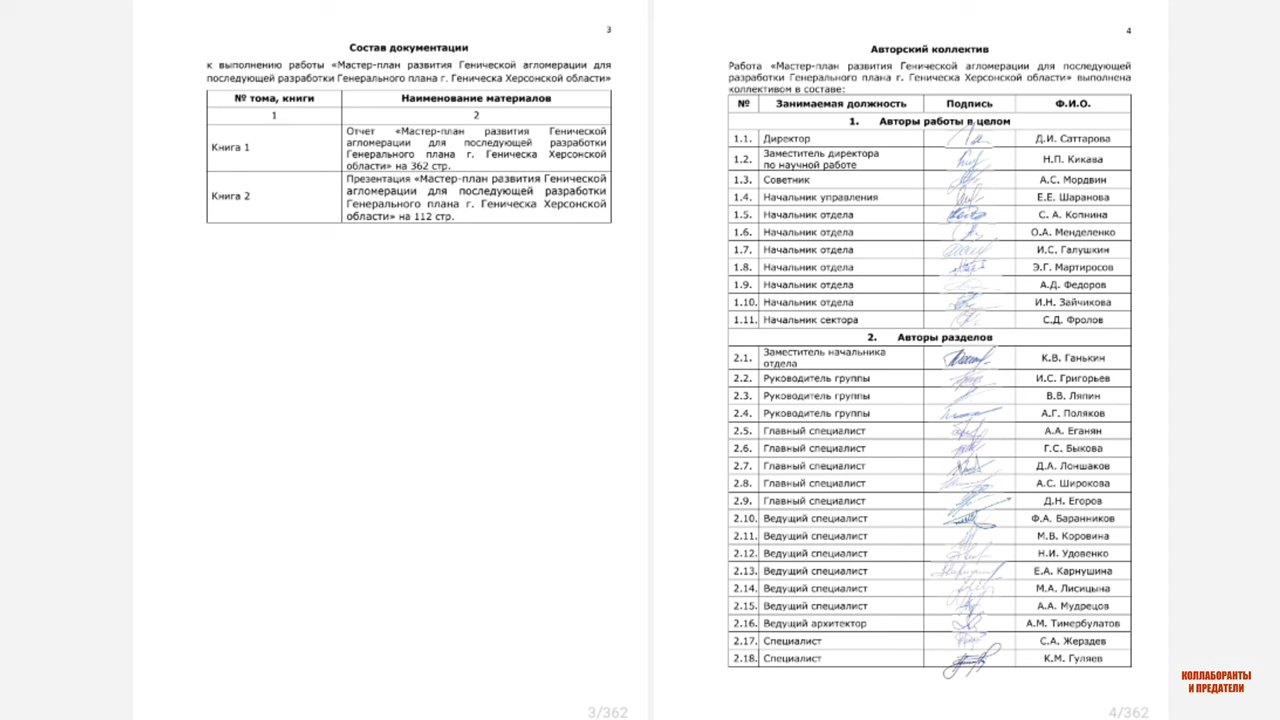 3
Состав документации
к выполнению работы «Мастер-план развития Генической агломерации для
последующей разработки Генерального плана г. Геническа Херсонской области»
№ тома, книги Наименование материалов
1 2
Книга 1
Отчет «Мастер-план развития Генической
агломерации для последующей разработки
Генерального плана г. Геническа Херсонской
области» на 362 стр.
Книга 2
Презентация «Мастер-план развития Генической
агломерации для последующей разработки
Генерального плана г. Геническа Херсонской
области» на 112 стр.
3/362
4
Авторский коллектив
Работа «Мастер-план развития Генической агломерации для последующей
разработки Генерального плана г. Геническа Херсонской области» выполнена
коллективом в составе:
№ Занимаемая должность Подпись Ф.И.О.
1. Авторы работы в целом
1.1. Директор Д.И. Саттарова
1.2. Заместитель директора
по научной работе Н.П. Кикава
1.3. Советник А.С. Мордвин
1.4. Начальник управления Е.Е. Шаранова
1.5. Начальник отдела С. А. Копнина
1.6. Начальник отдела О.А. Менделенко
1.7. Начальник отдела И.С. Галушкин
1.8. Начальник отдела Э.Г. Мартиросов
1.9. Начальник отдела А.Д. Федоров
1.10. Начальник отдела И.Н. Зайчикова
1.11. Начальник сектора С.Д. Фролов
2. Авторы разделов
2.1. Заместитель начальника
отдела К.В. Ганькин
2.2. Руководитель группы И.С. Григорьев
2.3. Руководитель группы В.В. Ляпин
2.4. Руководитель группы А.Г. Поляков
2.5. Главный специалист А.А. Еганян
2.6. Главный специалист Г.С. Быкова
2.7. Главный специалист Д.А. Лоншаков
2.8. Главный специалист А.С. Широкова
2.9. Главный специалист Д.Н. Егоров
2.10. Ведущий специалист Ф.А. Баранников
2.11. Ведущий специалист М.В. Коровина
2.12. Ведущий специалист Н.И. Удовенко
2.13. Ведущий специалист Е.А. Карнушина
2.14. Ведущий специалист М.А. Лисицына
2.15. Ведущий специалист А.А. Мудрецов
2.16. Ведущий архитектор А.М. Тимербулатов
2.17. Специалист С.А. Жерздев
2.18. Специалист К.М. Гуляев
4/362
КОЛЛАБОРАНТЫ
И ПРЕДАТЕЛИ